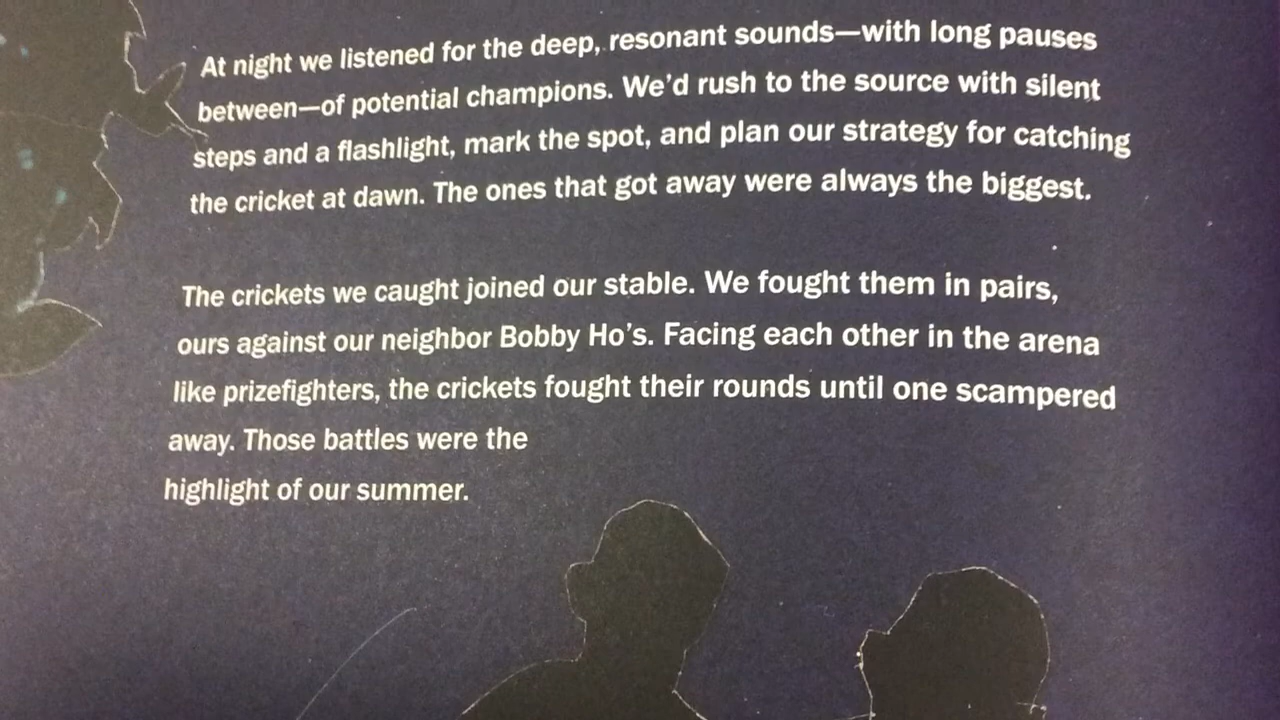 At night we listened for the deep, resonant sounds—with long pauses
between—of potential champions. We'd rush to the source with silent
steps and a flashlight, mark the spot, and plan our strategy for catching
the cricket at dawn. The ones that got away were always the biggest.
The crickets we caught joined our stable. We fought them in pairs,
ours against our neighbor Bobby Ho's. Facing each other in the arena
like prizefighters, the crickets fought their rounds until one scampered
away. Those battles were the
highlight of our summer.